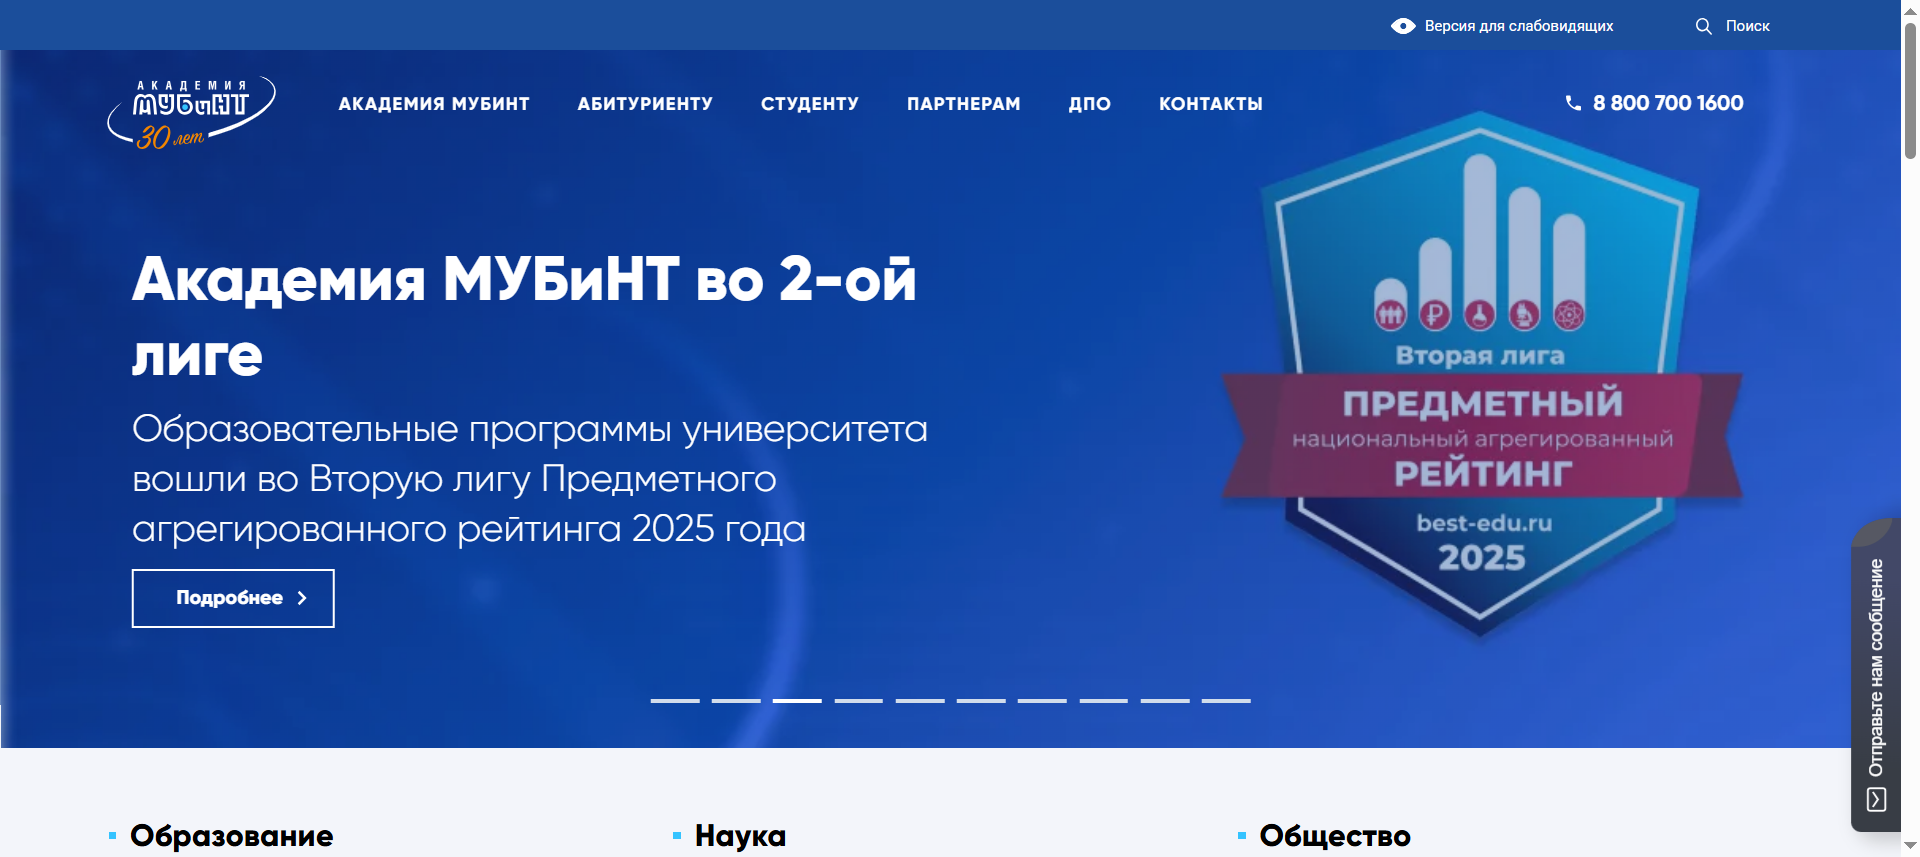 Версия для слабовидящих
Поиск
АКАДЕМИЯ
МУБиНТ
30 лет
АКАДЕМИЯ МУБИНТ
АБИТУРИЕНТУ
СТУДЕНТУ
ПАРТНЕРАМ
ДПО
КОНТАКТЫ
8 800 700 1600
Академия МУБиНТ во 2-ой
лиге
Образовательные программы университета
вошли во Вторую лигу Предметного
агрегированного рейтинга 2025 года
Подробнее
Вторая лига
ПРЕДМЕТНЫЙ
национальный агрегированный
РЕЙТИНГ
best-edu.ru
2025
Отправьте нам сообщение
Образование
Наука
Общество